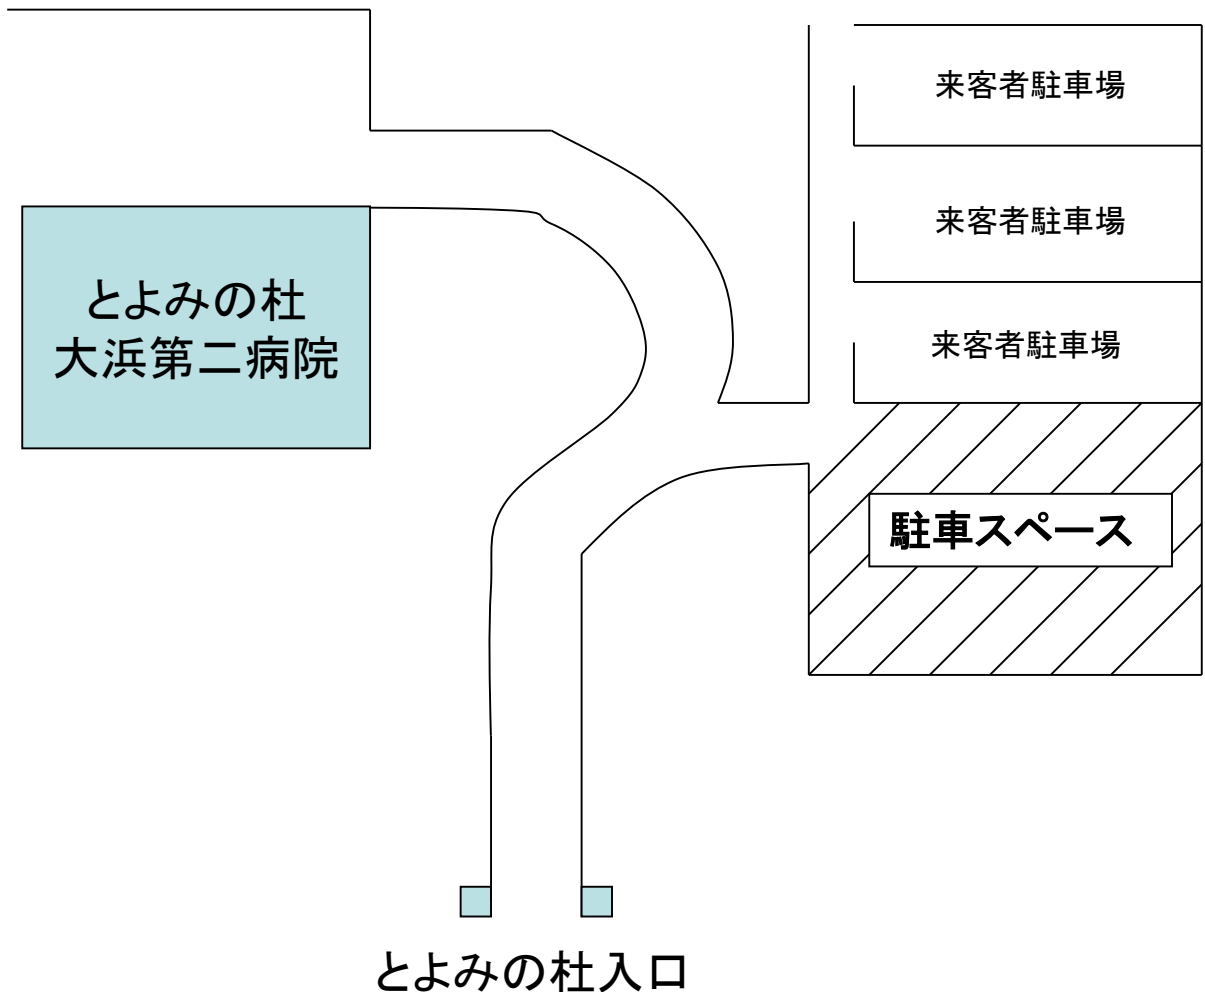 来客者駐車場
来客者駐車場
とよみの杜
大浜第二病院
来客者駐車場
駐車スペース
とよみの杜入口